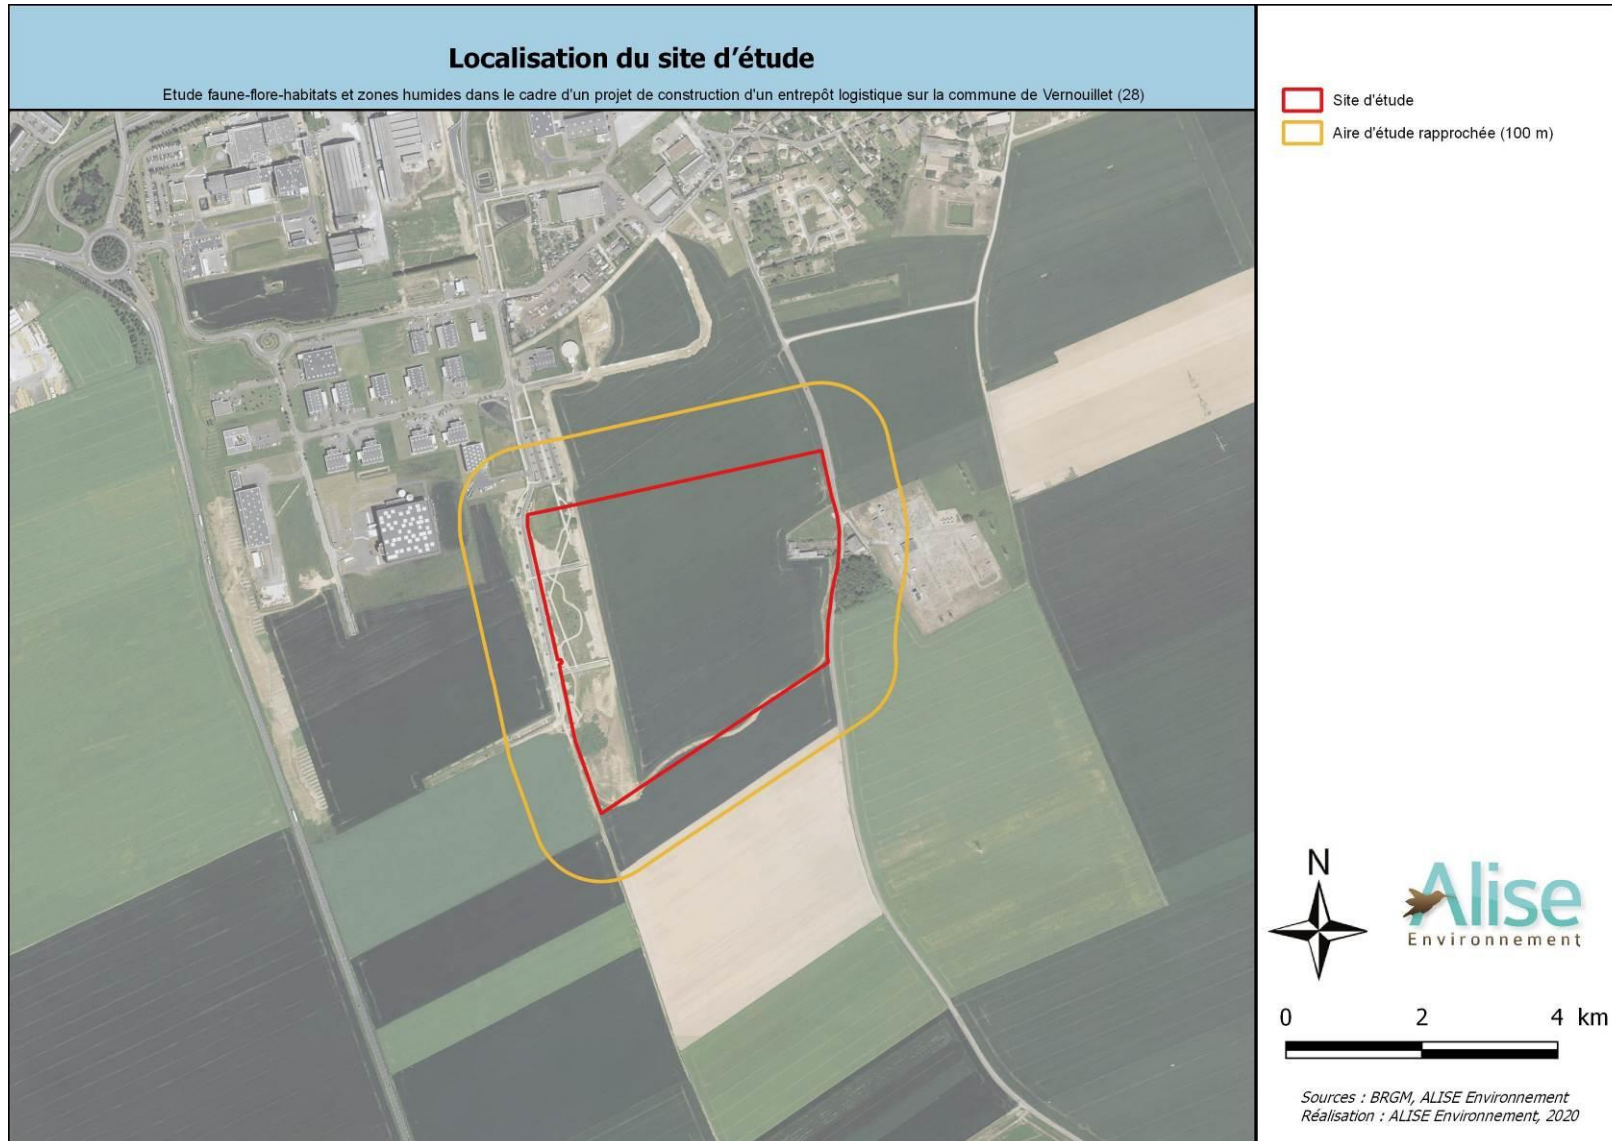 Localisation du site d'étude
Etude faune-flore-habitats et zones humides dans le cadre d'un projet de construction d'un entrepôt logistique sur la commune de Vernouillet (28)
Site d'étude
Aire d'étude rapprochée (100 m)
N
Alise
Environnement
0 2 4 km
Sources : BRGM, ALISE Environnement
Réalisation : ALISE Environnement, 2020